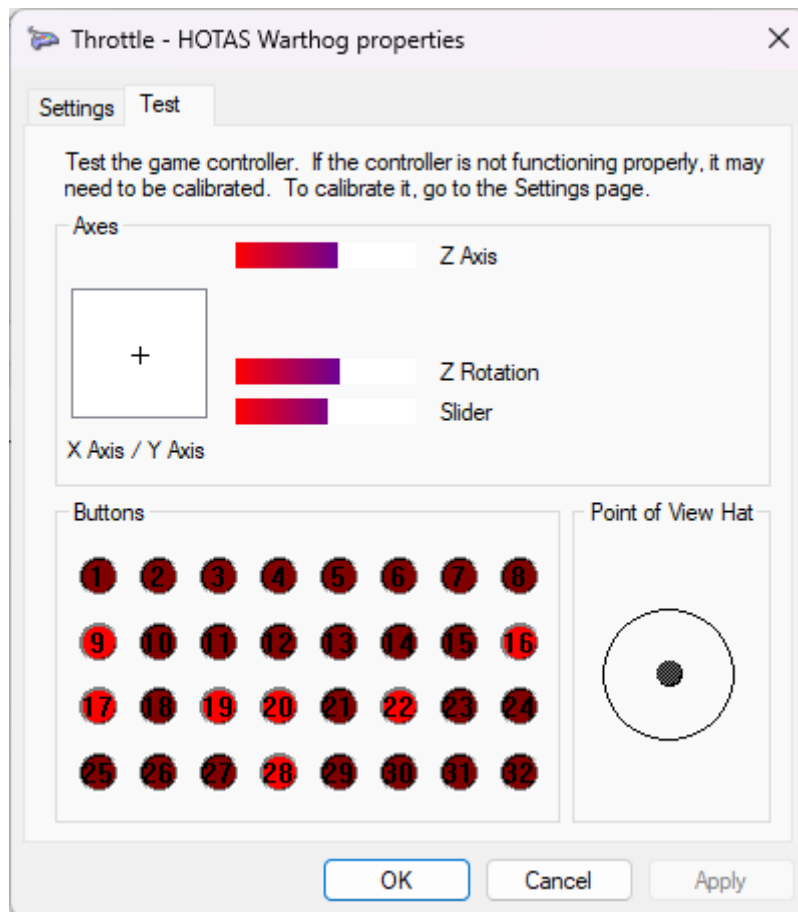 Throttle - HOTAS Warthog properties
Settings Test
Test the game controller. If the controller is not functioning properly, it may
need to be calibrated. To calibrate it, go to the Settings page.
Axes
Z Axis
Z Rotation
Slider
X Axis / Y Axis
Buttons
1 2 3 4 5 6 7 8
9 10 11 12 13 14 15 16
17 18 19 20 21 22 23 24
25 26 27 28 29 30 31 32
Point of View Hat
OK Cancel Apply